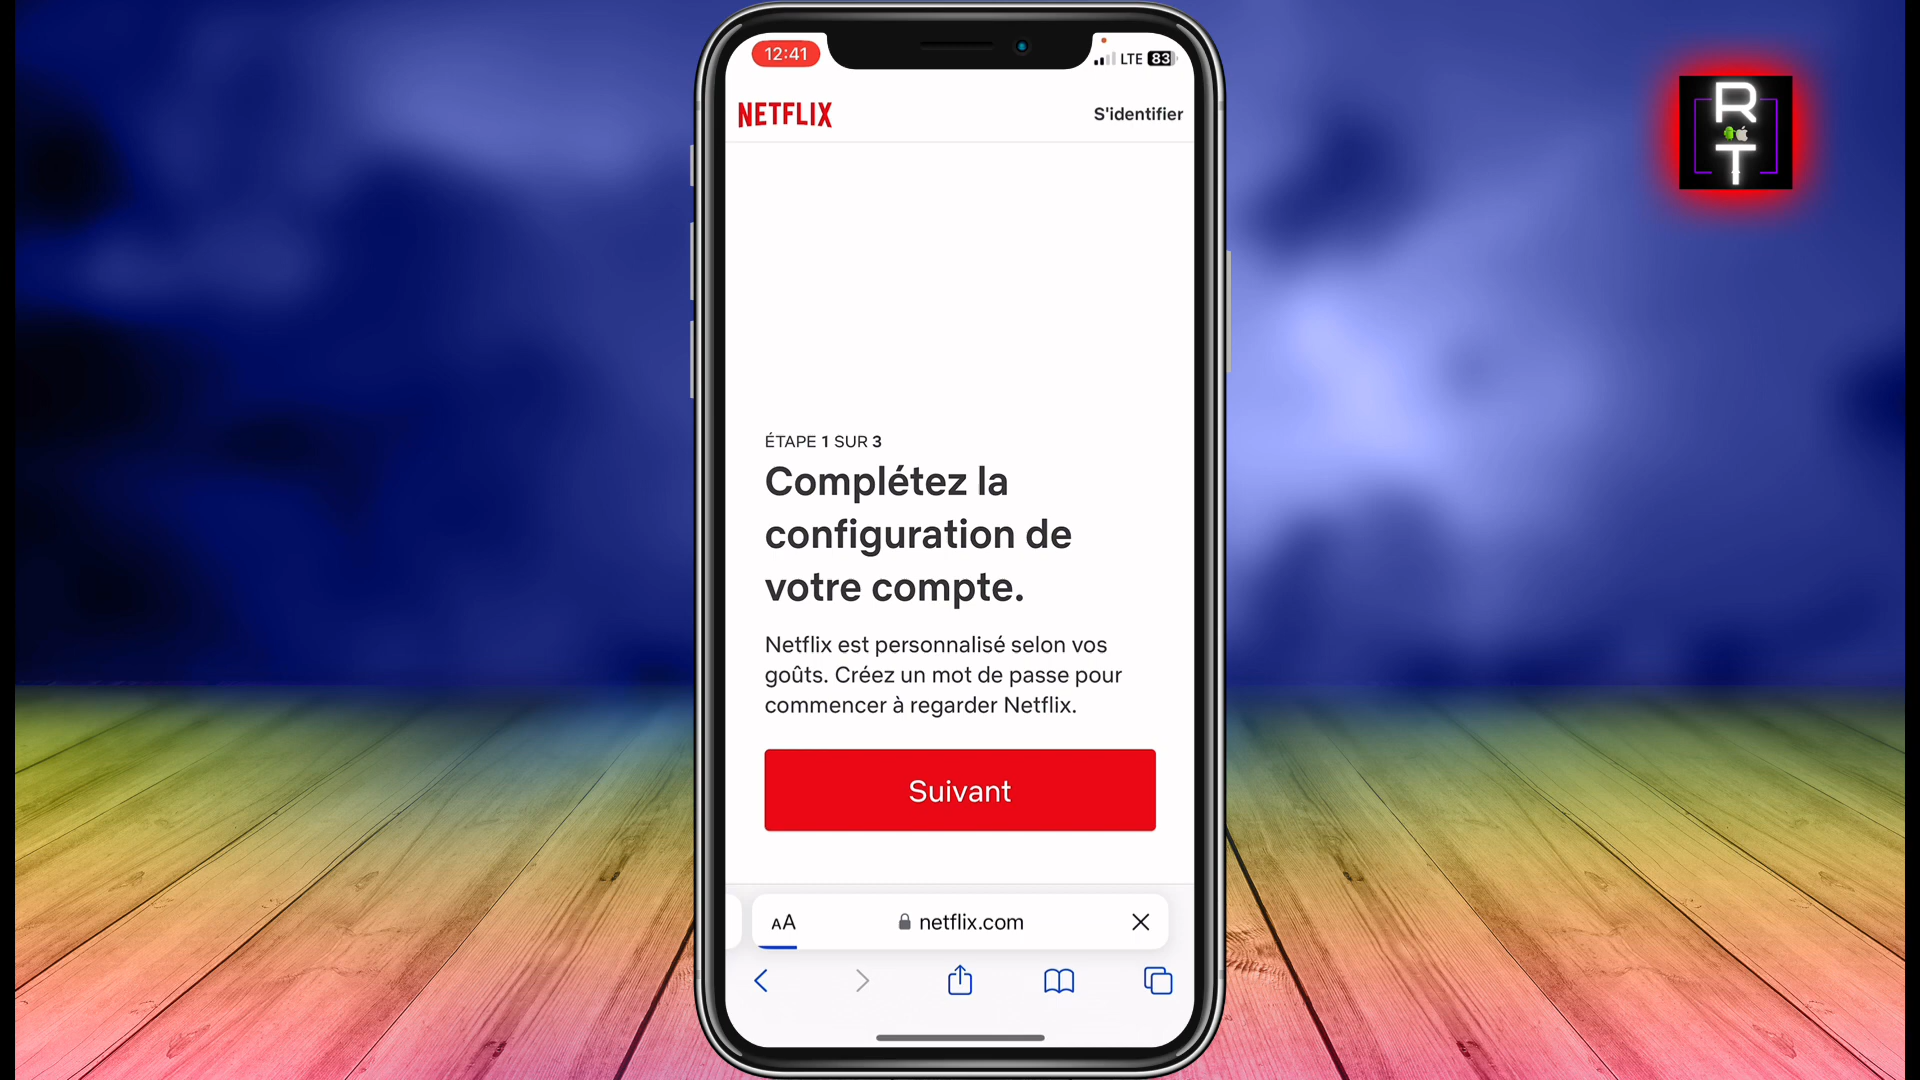 12:41
LTE 83
NETFLIX
S'identifier
R
T
ÉTAPE 1 SUR 3
Complétez la
configuration de
votre compte.
Netflix est personnalisé selon vos
goûts. Créez un mot de passe pour
commencer à regarder Netflix.
Suivant
AA
netflix.com